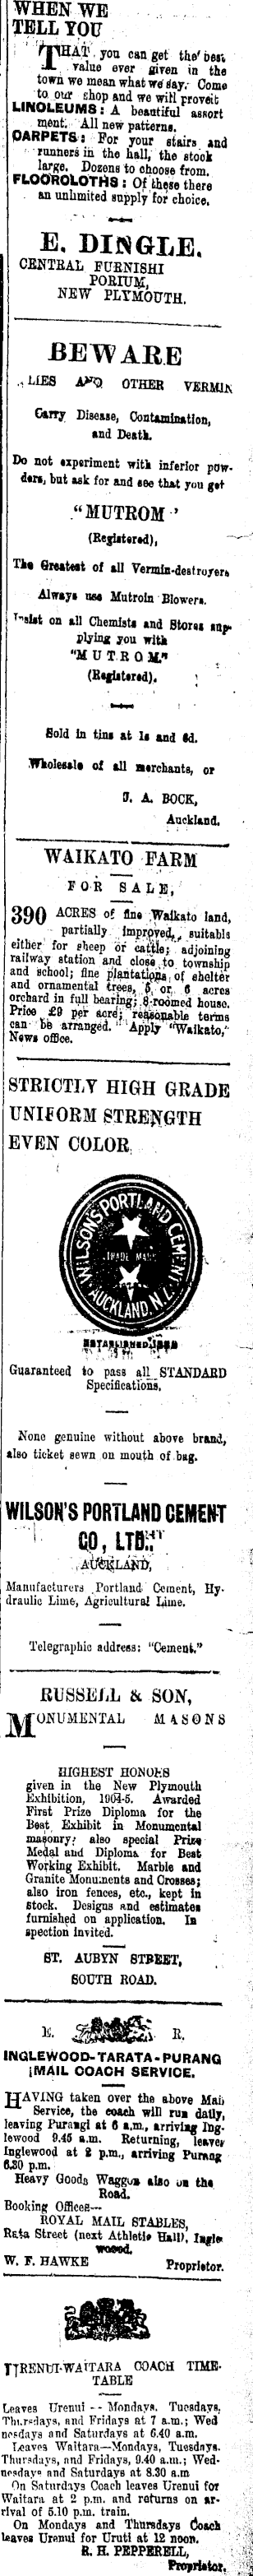 WHEN WE
TELL YOU
THAT you can get the best
value ever given in the
town we mean what we say. Come
to our shop and we will prove it
LINOLEUMS: A beautiful assort
ment. All new patterns.
CARPETS: For your stairs and
runners in the hall, the stock
large. Dozens to choose from.
FLOOROLOTHS: Of these there
an unlimited supply for choice.
E. DINGLE.
CENTRAL FURNISHI
PORIUM,
NEW PLYMOUTH.
BEWARE
LIES AND OTHER VERMIN
Carry Disease, Contamination,
and Death.
Do not experiment with inferior pow-
ders, but ask for and see that you get
"MUTROM"
(Registered),
The Greatest of all Vermin-destroyers
Always use Mutrom Blowers.
Insist on all Chemists and Stores sup-
plying you with
"MUTROM"
(Registered).
Sold in tins at 1s and 6d.
Wholesale of all merchants, or
J. A. BOCK,
Auckland.
WAIKATO FARM
FOR SALE,
390 ACRES of fine Waikato land,
partially improved, suitabls
either for sheep or cattle; adjoining
railway station and close to township
and school; fine plantations of shelter
and ornamental trees, 5 or 6 acres
orchard in full bearing; 8-roomed house.
Price £9 per acre; reasonable terms
can be arranged. Apply "Waikato,"
News office.
STRICTLY HIGH GRADE
UNIFORM STRENGTH
EVEN COLOR
WILSON'S PORTLAND CEMENT
TRADE MARK
AUCKLAND, N.Z.
ESTABLISHED
Guaranteed to pass all STANDARD
Specifications,
None genuine without above brand,
also ticket sewn on mouth of bag.
WILSON'S PORTLAND CEMENT
CO, LTD.
AUCKLAND,
Manufacturers Portland Cement, Hy-
draulic Lime, Agricultural Lime.
Telegraphic address: "Cement."
RUSSELL & SON,
MONUMENTAL MASONS
HIGHEST HONORS
given in the New Plymouth
Exhibition, 1904-5. Awarded
First Prize Diploma for the
Best Exhibit in Monumental
masonry; also special Prize
Medal and Diploma for Best
Working Exhibit. Marble and
Granite Monuments and Crosses;
also iron fences, etc., kept in
stock. Designs and estimates
furnished on application. In
spection invited.
ST. AUBYN STREET,
SOUTH ROAD.
E. R.
INGLEWOOD-TARATA-PURANG
MAIL COACH SERVICE.
HAVING taken over the above Mail
Service, the coach will run daily,
leaving Purangi at 6 a.m., arriving Ing-
lewood 9.45 a.m. Returning, leaves
Inglewood at 2 p.m., arriving Purang
6.30 p.m.
Heavy Goods Waggon also on the
Road.
Booking Offices—
ROYAL MAIL STABLES,
Rata Street (next Athletic Hall), Ingle
wood.
W. F. HAWKE Proprietor.
URENUI-WAITARA COACH TIME-
TABLE
Leaves Urenui -- Mondays, Tuesdays,
Thursdays, and Fridays at 7 a.m.; Wed
nesdays and Saturdays at 6.40 a.m.
Leaves Waitara—Mondays, Tuesdays,
Thursdays, and Fridays, 9.40 a.m.; Wed-
nesdays and Saturdays at 8.30 a.m
On Saturdays Coach leaves Urenui for
Waitara at 2 p.m. and returns on ar-
rival of 5.10 p.m. train.
On Mondays and Thursdays Coach
leaves Urenui for Uruti at 12 noon.
R. H. PEPPERELL,
Proprietor.